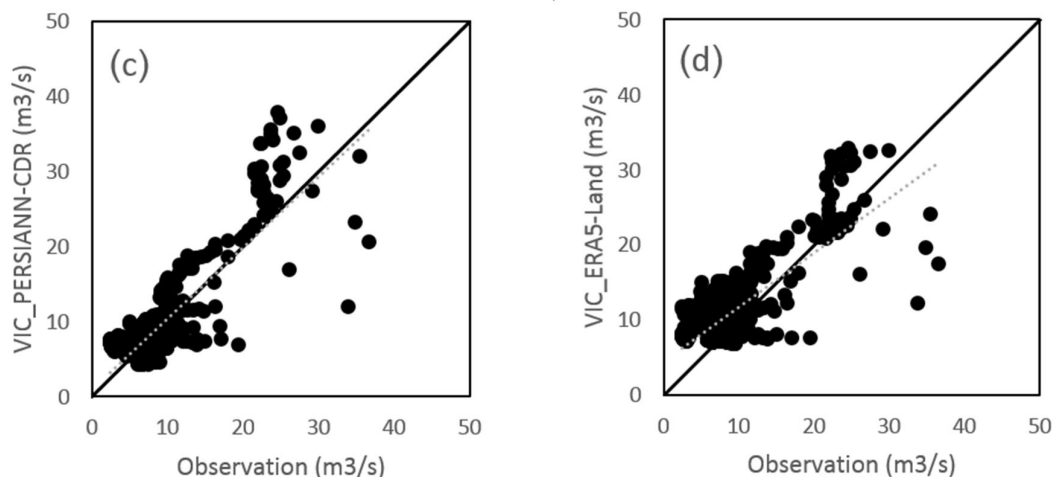 (c)
VIC_PERSIANN-CDR (m3/s)
50
40
30
20
10
0
0 10 20 30 40 50
Observation (m3/s)
(d)
VIC_ERA5-Land (m3/s)
50
40
30
20
10
0
0 10 20 30 40 50
Observation (m3/s)